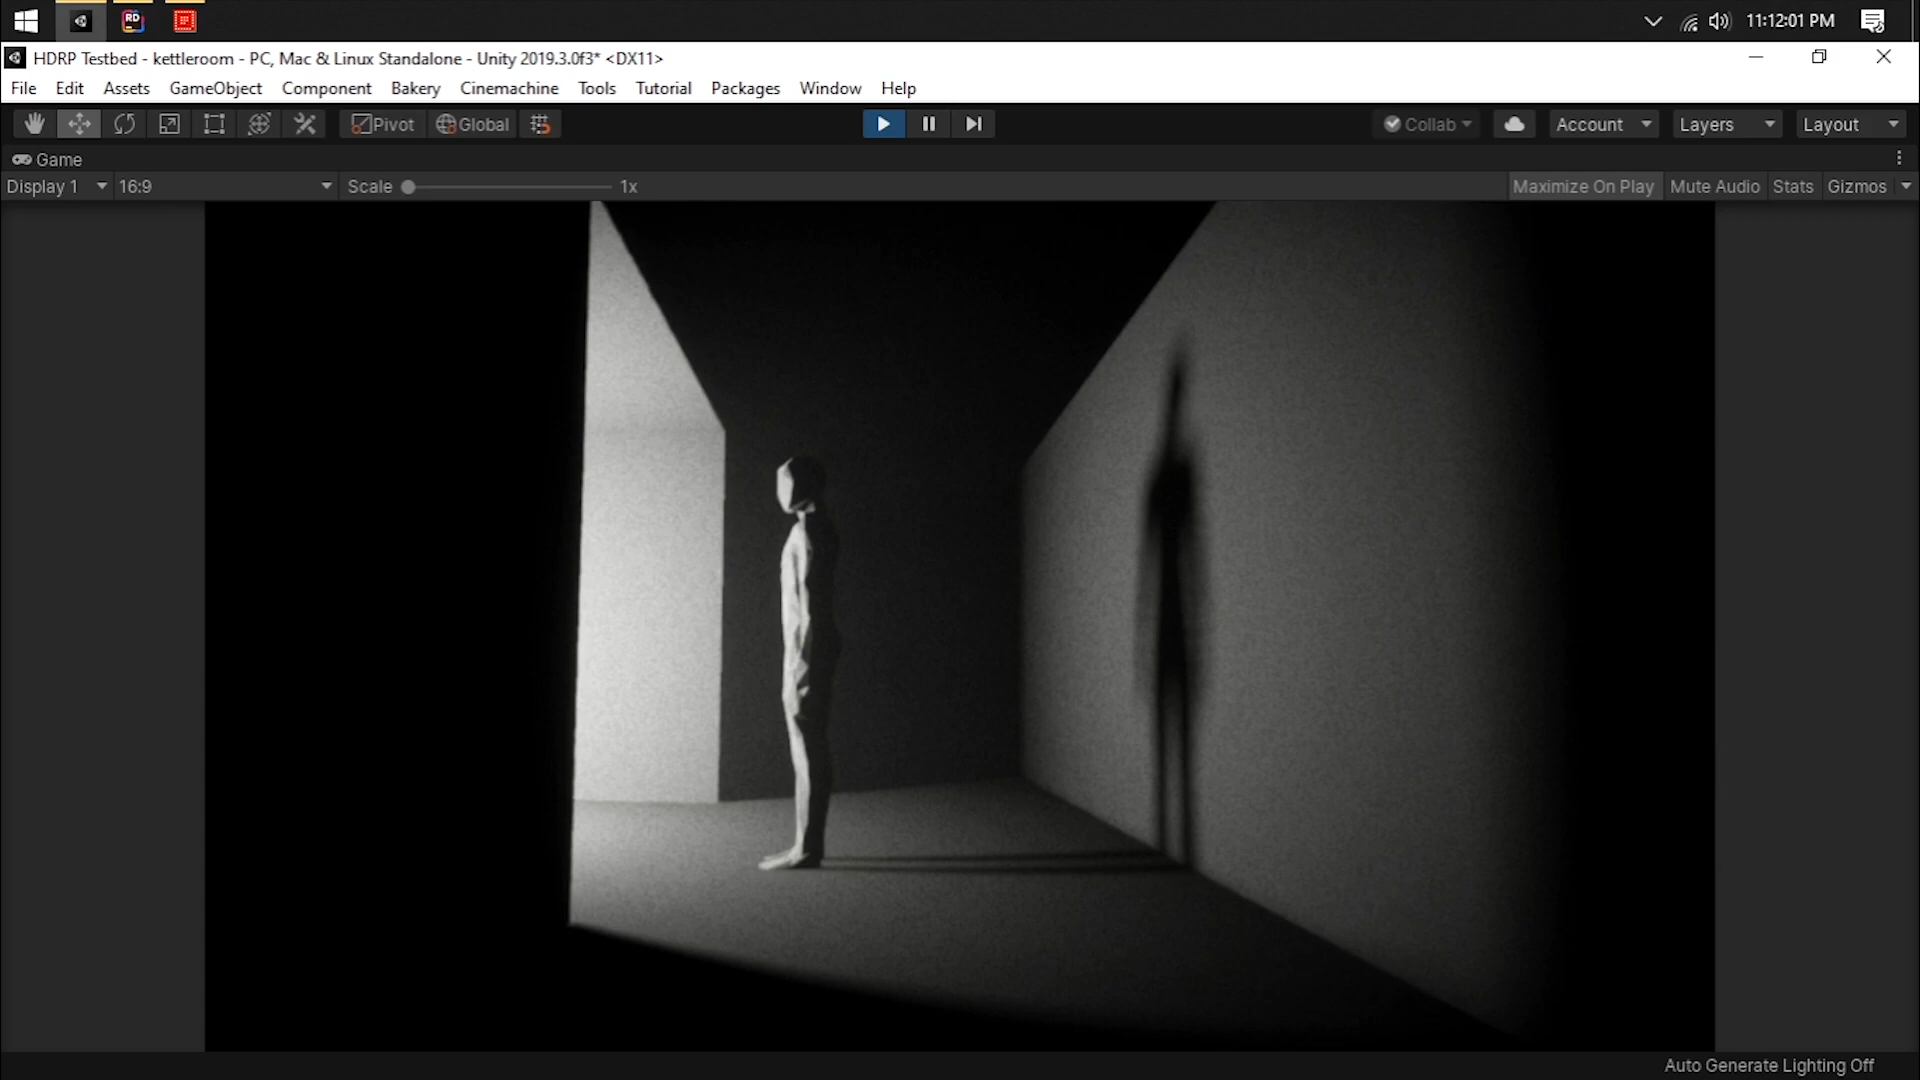 RD
11:12:01 PM
HDRP Testbed - kettleroom - PC, Mac & Linux Standalone - Unity 2019.3.0f3* <DX11>
File Edit Assets GameObject Component Bakery Cinemachine Tools Tutorial Packages Window Help
Pivot Global Collab Account Layers Layout
Game
Display 1 16:9 Scale 1x Maximize On Play Mute Audio Stats Gizmos
Auto Generate Lighting Off